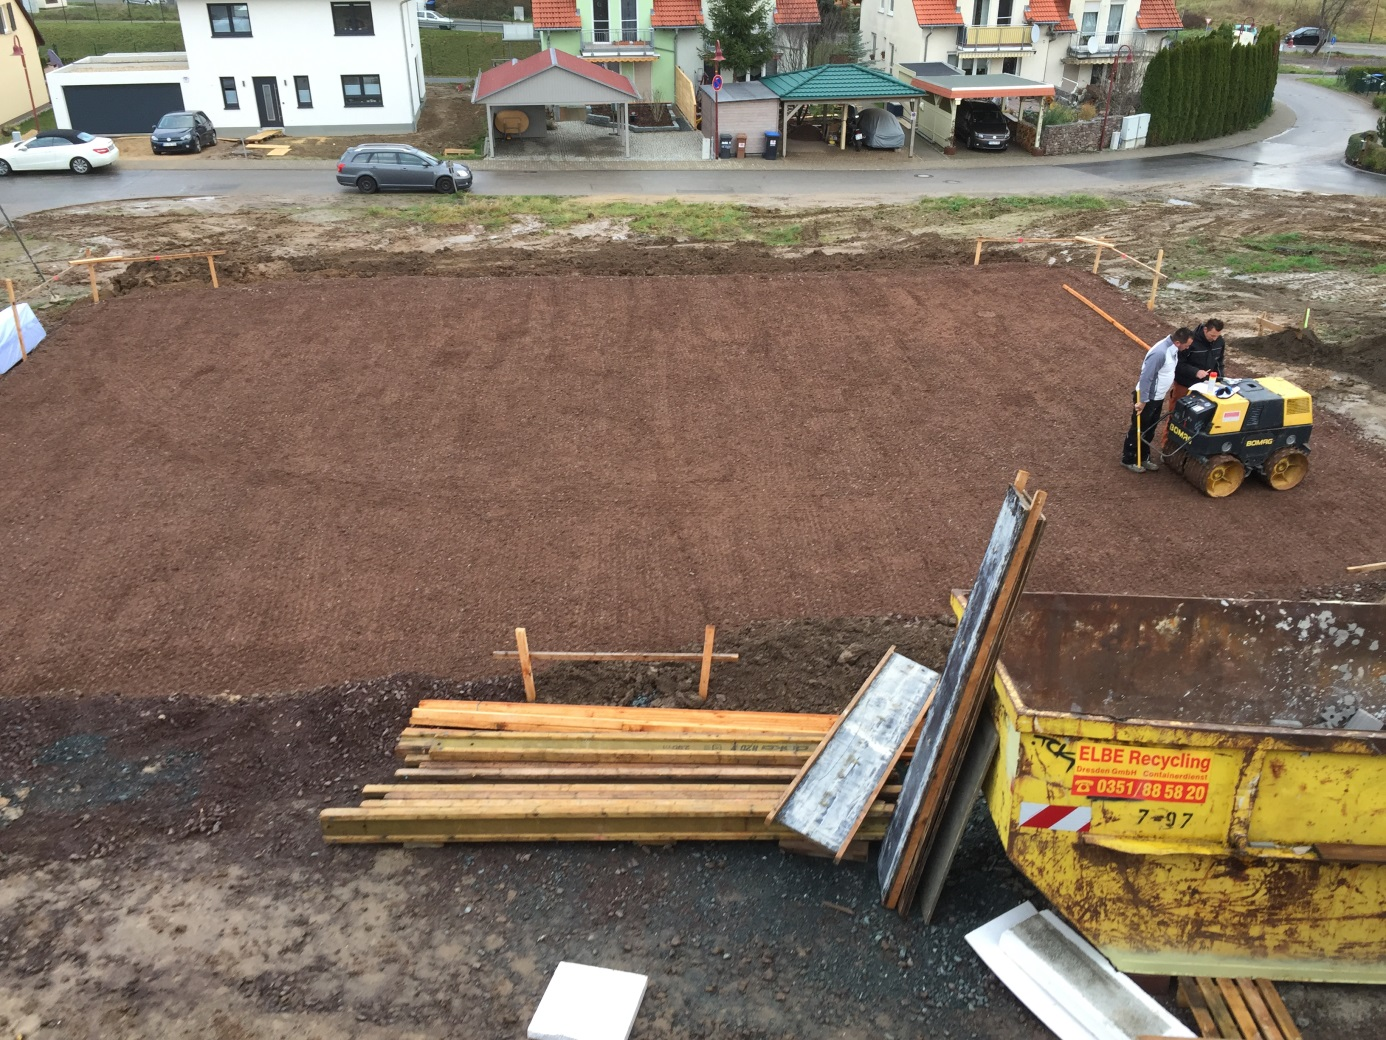 BOMAG
BOMAG
ELBE Recycling
Dresden GmbH Containerdienst
☎ 0351/88 58 20
7-97